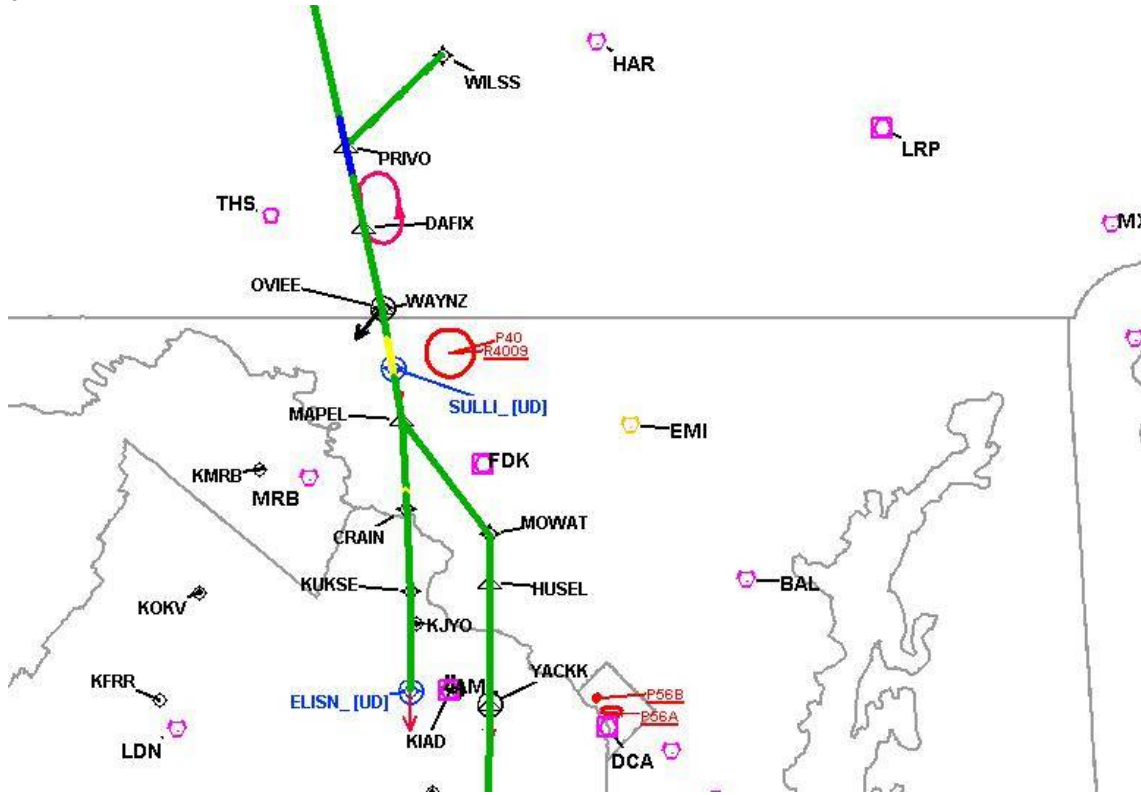 HAR
WILSS
LRP
PRIVO
THS
DAFIX
MX
OVIEE
WAYNZ
P40
R4009
SULLI_ [UD]
MAPEL
EMI
FDK
KMRB
MRB
MOWAT
CRAIN
KUKSE
HUSEL
BAL
KOKV
KJYO
YACKK
KFRR
ELISN_ [UD]
P56B
P56A
KIAD
LDN
DCA